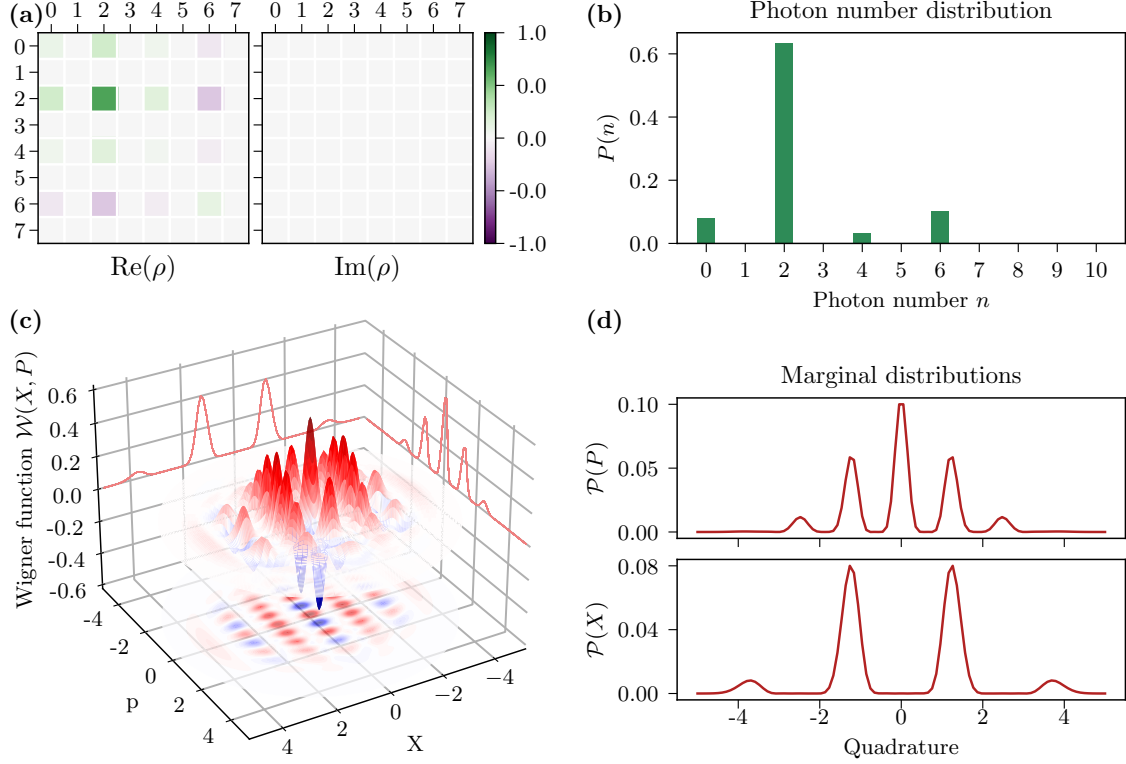 (a)
0 1 2 3 4 5 6 7
0 1 2 3 4 5 6 7
0
1
2
3
4
5
6
7
1.0
0.0
0.0
-0.0
-1.0
Re(ρ)
Im(ρ)
(b)
Photon number distribution
P(n)
0.6
0.4
0.2
0.0
0 1 2 3 4 5 6 7 8 9 10
Photon number n
(c)
Wigner function 𝒲(X, P)
0.6
0.4
0.2
0.0
-0.2
-0.4
-0.6
-4
-2
0
2
4
p
4
2
0
−2
−4
X
(d)
Marginal distributions
𝒫(P)
0.10
0.05
0.00
𝒫(X)
0.08
0.04
0.00
-4 -2 0 2 4
Quadrature